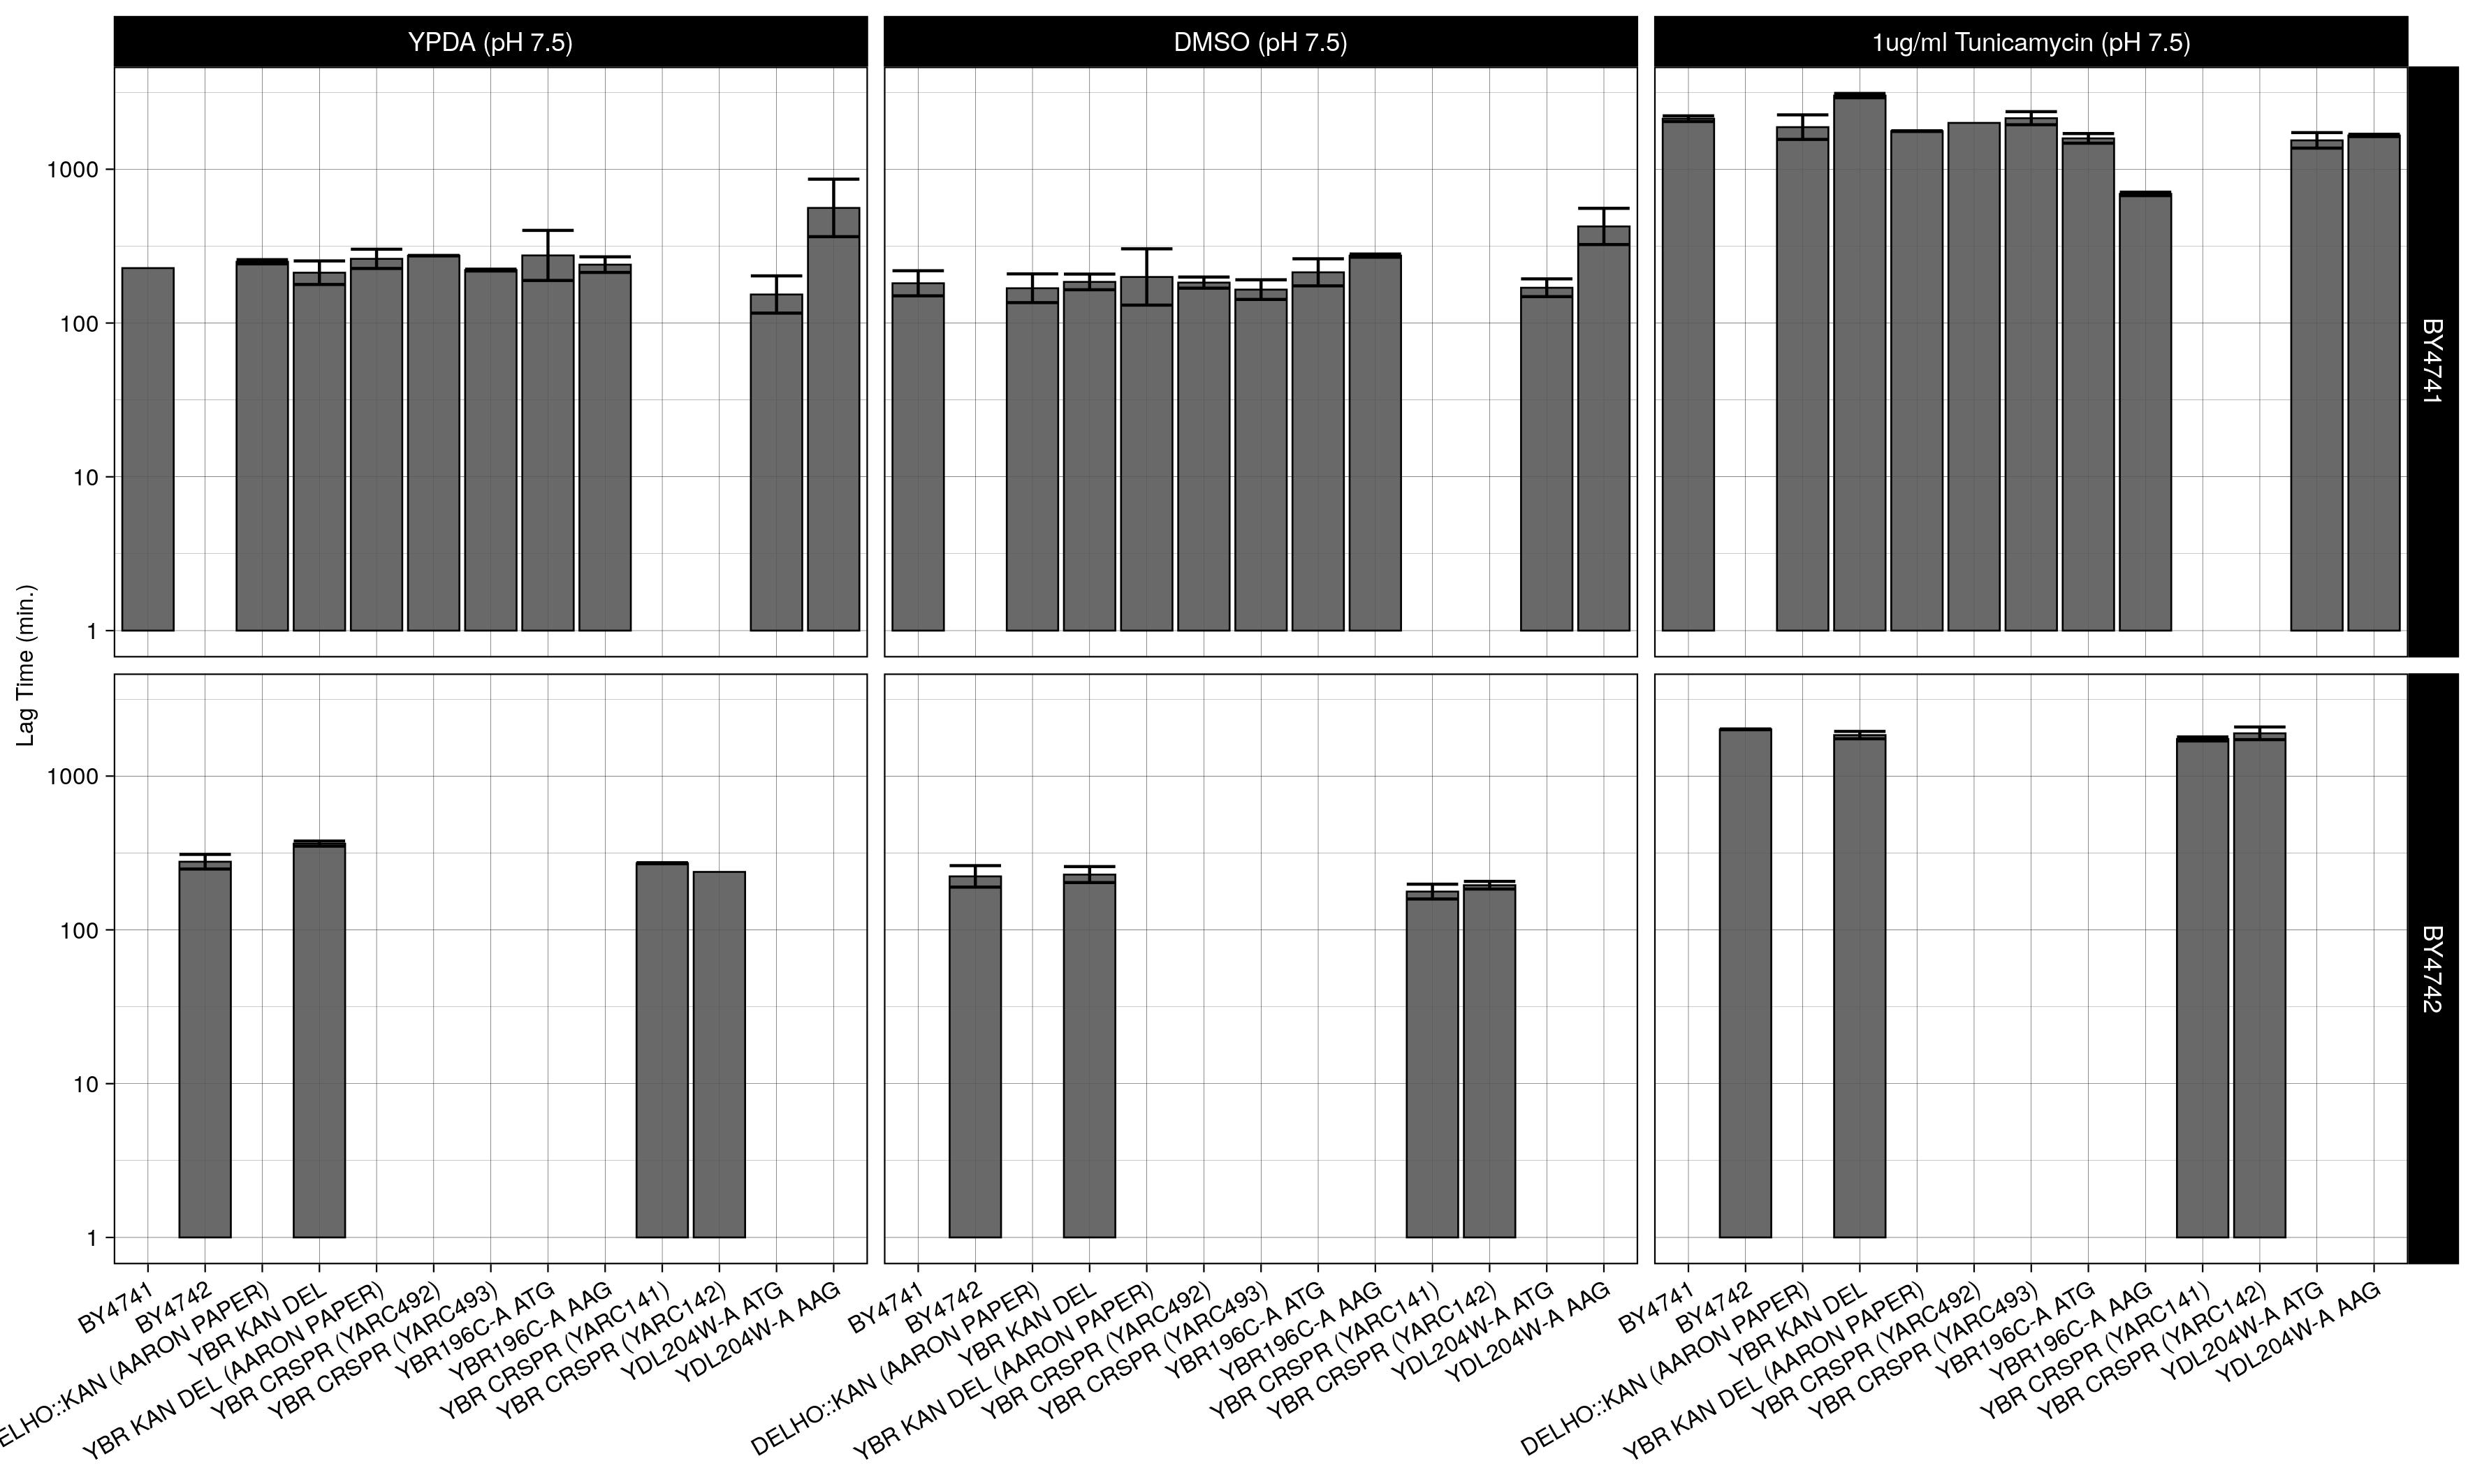 YPDA (pH 7.5)
DMSO (pH 7.5)
1ug/ml Tunicamycin (pH 7.5)
Lag Time (min.)
1000
100
10
1
BY4741
1000
100
10
1
BY4742
BY4741
BY4742
ELHO::KAN (AARON PAPER)
YBR KAN DEL
YBR KAN DEL (AARON PAPER)
YBR CRSPR (YARC492)
YBR CRSPR (YARC493)
YBR196C-A ATG
YBR196C-A AAG
YBR CRSPR (YARC141)
YBR CRSPR (YARC142)
YDL204W-A ATG
YDL204W-A AAG
BY4741
BY4742
DELHO::KAN (AARON PAPER)
YBR KAN DEL
YBR KAN DEL (AARON PAPER)
YBR CRSPR (YARC492)
YBR CRSPR (YARC493)
YBR196C-A ATG
YBR196C-A AAG
YBR CRSPR (YARC141)
YBR CRSPR (YARC142)
YDL204W-A ATG
YDL204W-A AAG
BY4741
BY4742
DELHO::KAN (AARON PAPER)
YBR KAN DEL
YBR KAN DEL (AARON PAPER)
YBR CRSPR (YARC492)
YBR CRSPR (YARC493)
YBR196C-A ATG
YBR196C-A AAG
YBR CRSPR (YARC141)
YBR CRSPR (YARC142)
YDL204W-A ATG
YDL204W-A AAG